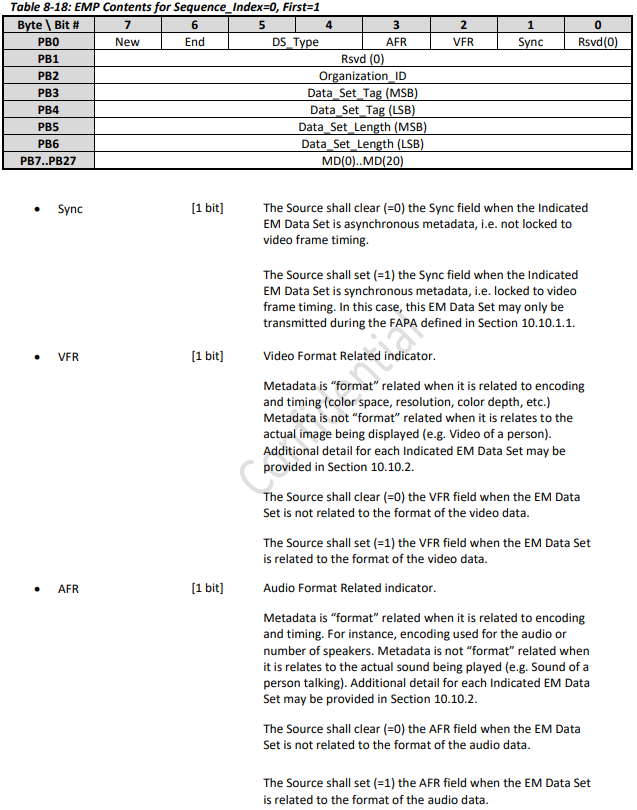 Table 8-18: EMP Contents for Sequence_Index=0, First=1
Byte \ Bit # 7 6 5 4 3 2 1 0
PB0 New End DS_Type AFR VFR Sync Rsvd(0)
PB1 Rsvd (0)
PB2 Organization_ID
PB3 Data_Set_Tag (MSB)
PB4 Data_Set_Tag (LSB)
PB5 Data_Set_Length (MSB)
PB6 Data_Set_Length (LSB)
PB7..PB27 MD(0)..MD(20)
• Sync [1 bit] The Source shall clear (=0) the Sync field when the Indicated
EM Data Set is asynchronous metadata, i.e. not locked to
video frame timing.
The Source shall set (=1) the Sync field when the Indicated
EM Data Set is synchronous metadata, i.e. locked to video
frame timing. In this case, this EM Data Set may only be
transmitted during the FAPA defined in Section 10.10.1.1.
• VFR [1 bit] Video Format Related indicator.
Metadata is “format” related when it is related to encoding
and timing (color space, resolution, color depth, etc.)
Metadata is not “format” related when it is relates to the
actual image being displayed (e.g. Video of a person).
Additional detail for each Indicated EM Data Set may be
provided in Section 10.10.2.
The Source shall clear (=0) the VFR field when the EM Data
Set is not related to the format of the video data.
The Source shall set (=1) the VFR field when the EM Data Set
is related to the format of the video data.
• AFR [1 bit] Audio Format Related indicator.
Metadata is “format” related when it is related to encoding
and timing. For instance, encoding used for the audio or
number of speakers. Metadata is not “format” related when
it is relates to the actual sound being played (e.g. Sound of a
person talking). Additional detail for each Indicated EM Data
Set may be provided in Section 10.10.2.
The Source shall clear (=0) the AFR field when the EM Data
Set is not related to the format of the audio data.
The Source shall set (=1) the AFR field when the EM Data Set
is related to the format of the audio data.
Confidential